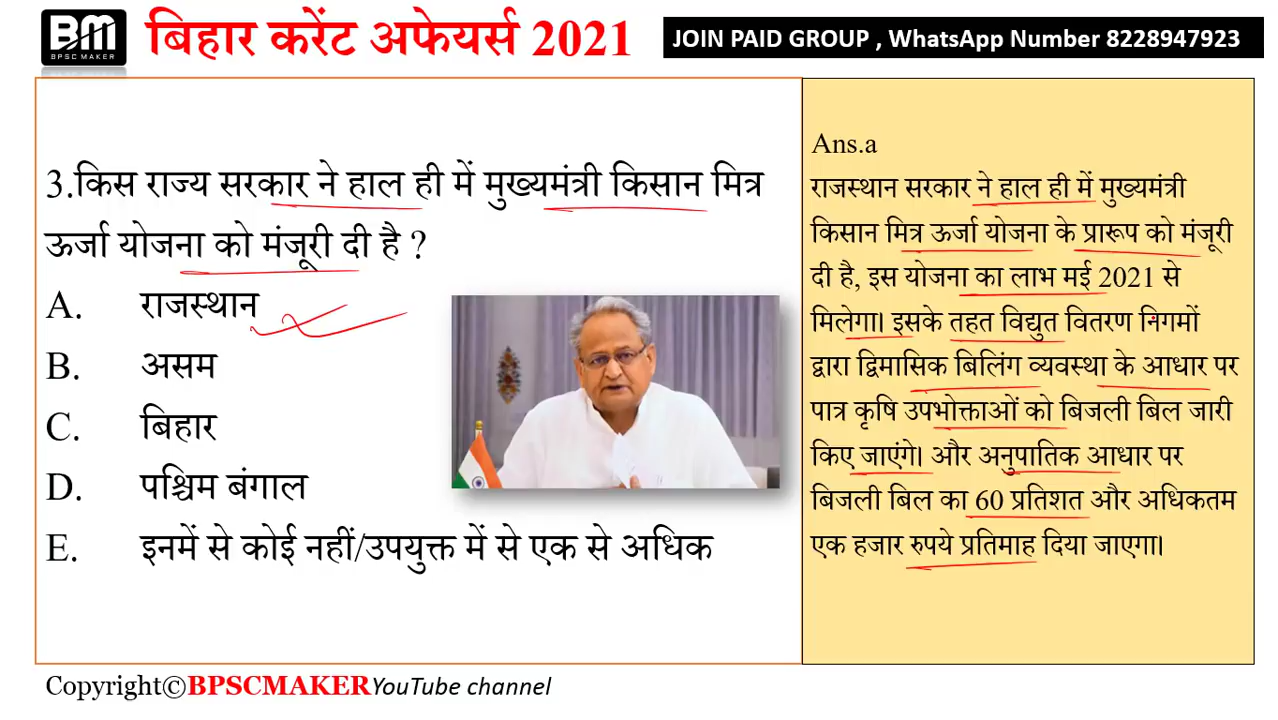 BM
BPSC MAKER
बिहार करेंट अफेयर्स 2021
JOIN PAID GROUP , WhatsApp Number 8228947923
3.किस राज्य सरकार ने हाल ही में मुख्यमंत्री किसान मित्र
ऊर्जा योजना को मंजूरी दी है ?
A. राजस्थान
B. असम
C. बिहार
D. पश्चिम बंगाल
E. इनमें से कोई नहीं/उपयुक्त में से एक से अधिक
Ans.a
राजस्थान सरकार ने हाल ही में मुख्यमंत्री
किसान मित्र ऊर्जा योजना के प्रारूप को मंजूरी
दी है, इस योजना का लाभ मई 2021 से
मिलेगा। इसके तहत विद्युत वितरण निगमों
द्वारा द्विमासिक बिलिंग व्यवस्था के आधार पर
पात्र कृषि उपभोक्ताओं को बिजली बिल जारी
किए जाएंगे। और अनुपातिक आधार पर
बिजली बिल का 60 प्रतिशत और अधिकतम
एक हजार रुपये प्रतिमाह दिया जाएगा।
Copyright©BPSCMAKERYouTube channel